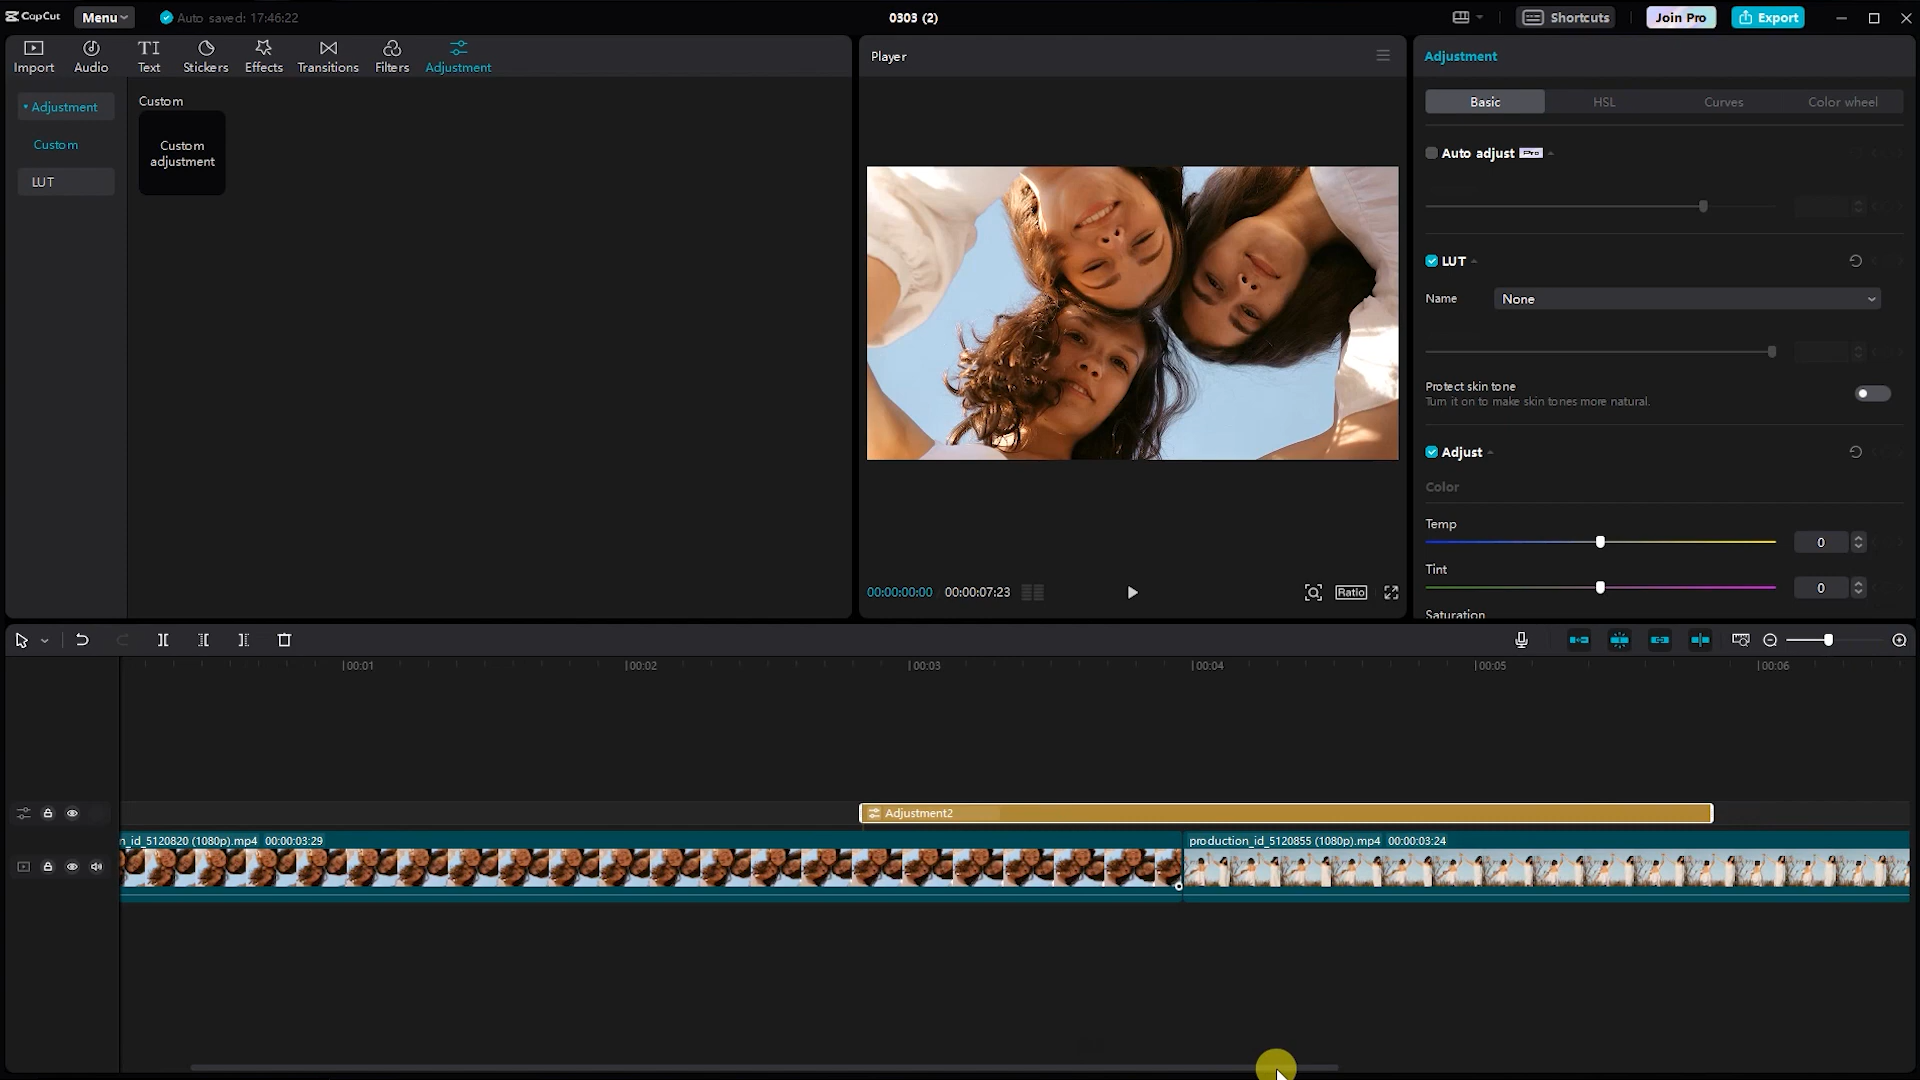 CapCut
Menu
Auto saved: 17:46:22
0303 (2)
Shortcuts
Join Pro
Export
Import
Audio
TI
Text
Stickers
Effects
Transitions
Filters
Adjustment
Player
Adjustment
Adjustment
Custom
LUT
Custom
Custom
adjustment
Basic
HSL
Curves
Color wheel
Auto adjust Pro
LUT
Name
None
Protect skin tone
Turn it on to make skin tones more natural.
Adjust
Color
Temp
0
Tint
0
Saturation
00:00:00:00
00:00:07:23
Ratio
00:01
00:02
00:03
00:04
00:05
00:06
Adjustment2
n_id_5120820 (1080p).mp4 00:00:03:29
production_id_5120855 (1080p).mp4 00:00:03:24